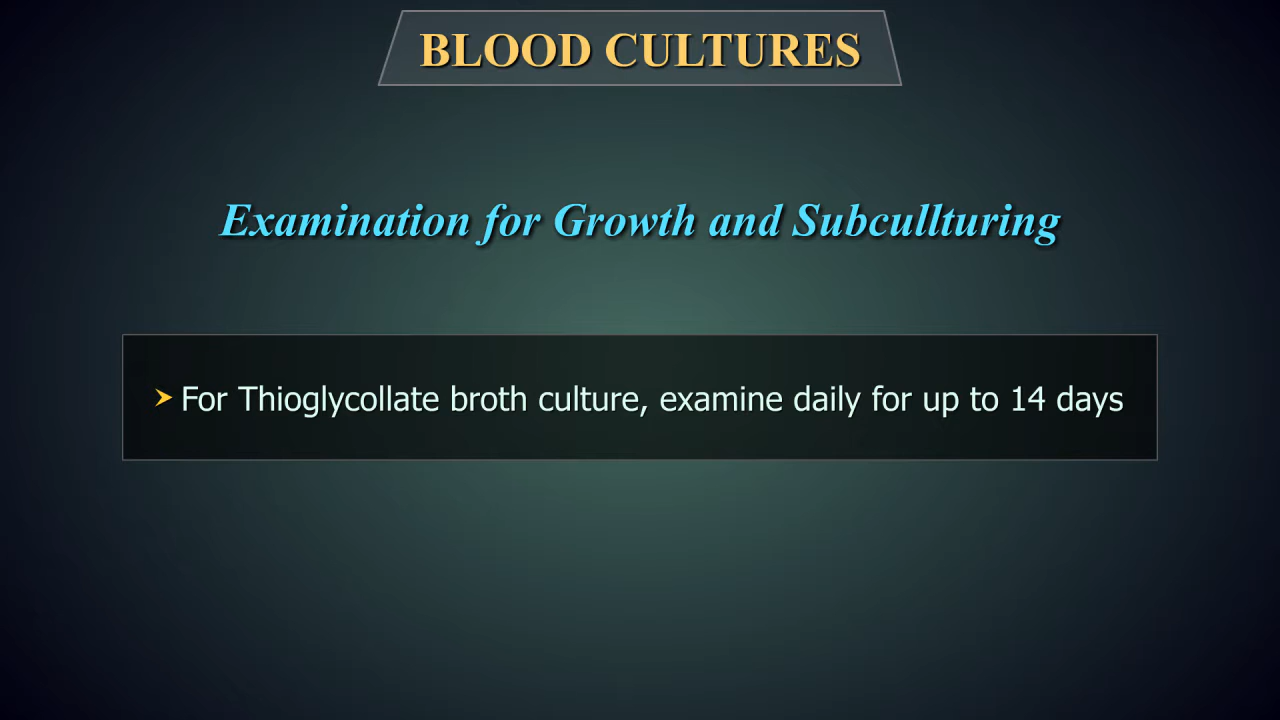 BLOOD CULTURES
Examination for Growth and Subcullturing
➤ For Thioglycollate broth culture, examine daily for up to 14 days